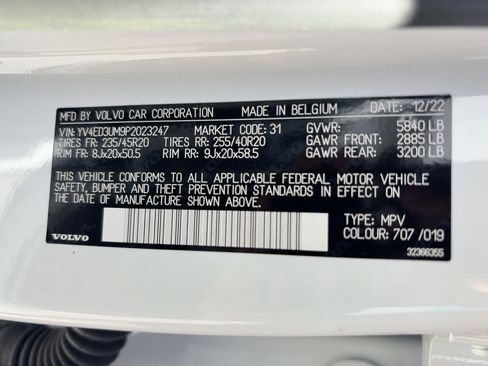 MFD BY VOLVO CAR CORPORATION MADE IN BELGIUM DATE: 12/22
VIN: YV4ED3UM9P2023247 MARKET CODE: 31 GVWR: 5840 LB
TIRES FR: 235/45R20 TIRES RR: 255/40R20 GAWR FRONT: 2885 LB
RIM FR: 8Jx20x50.5 RIM RR: 9Jx20x58.5 GAWR REAR: 3200 LB
THIS VEHICLE CONFORMS TO ALL APPLICABLE FEDERAL MOTOR VEHICLE
SAFETY, BUMPER AND THEFT PREVENTION STANDARDS IN EFFECT ON
THE DATE OF MANUFACTURE SHOWN ABOVE.
TYPE: MPV
COLOUR: 707 /019
VOLVO
32366355